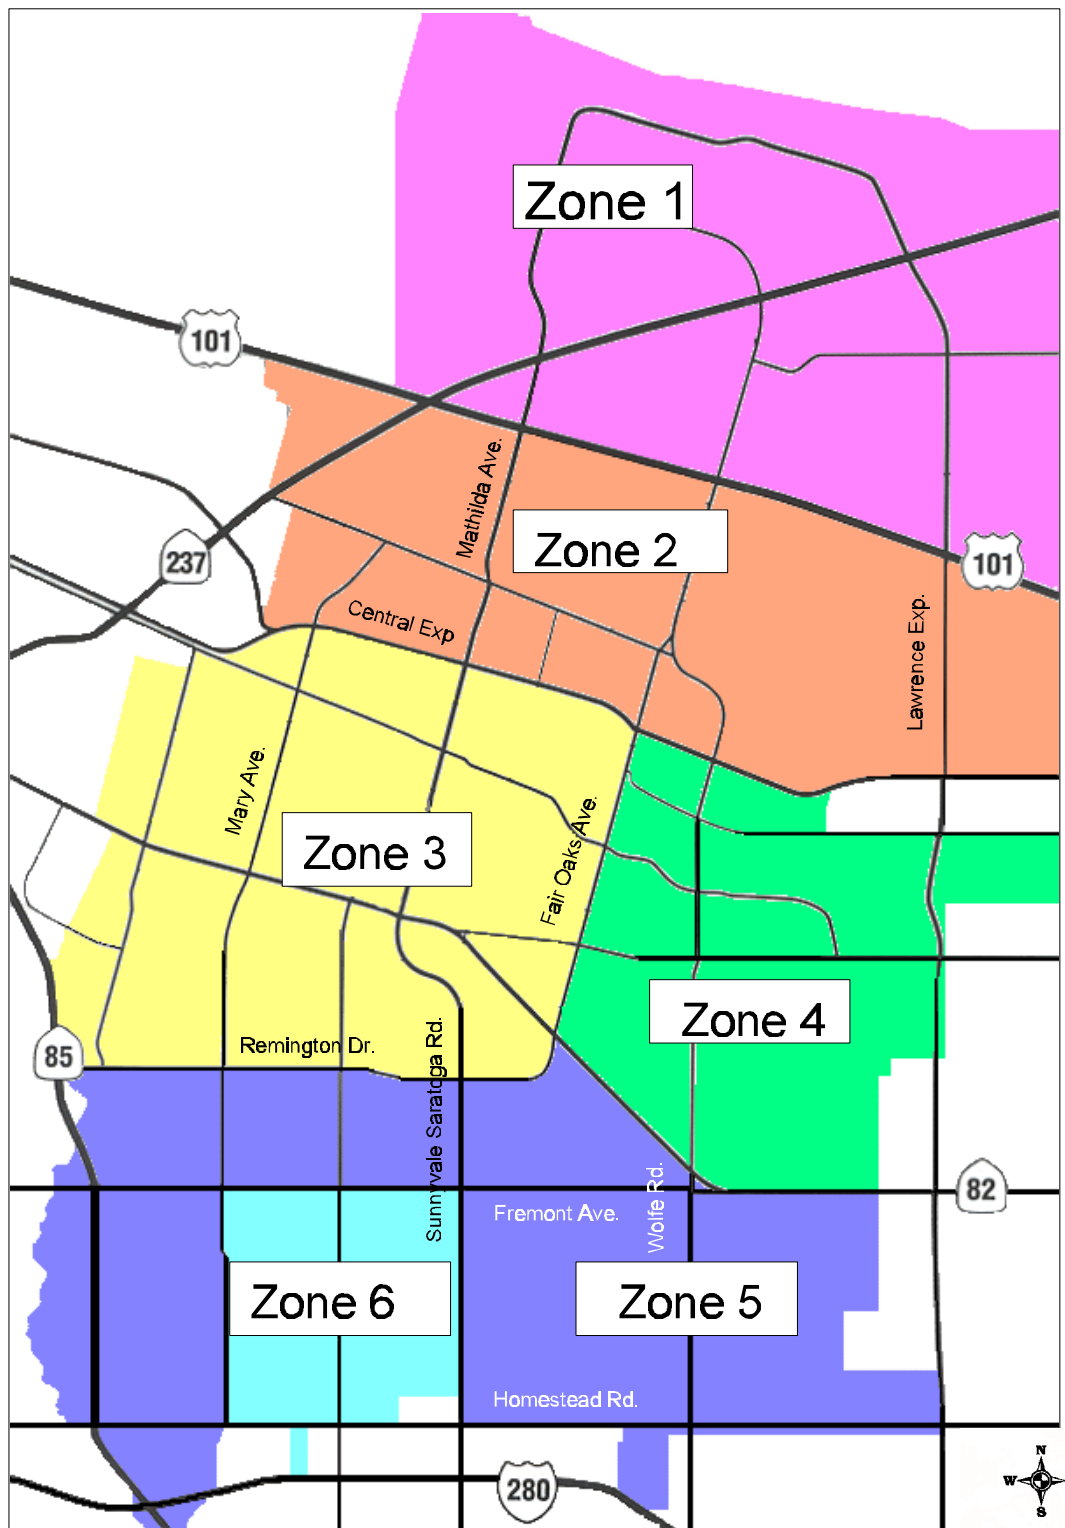 Zone 1
101
Mathilda Ave.
Zone 2
237
101
Central Exp
Lawrence Exp.
Mary Ave.
Zone 3
Fair Oaks Ave.
Zone 4
85
Remington Dr.
Sunnyvale Saratoga Rd.
Wolfe Rd.
82
Fremont Ave.
Zone 6
Zone 5
Homestead Rd.
280
N
W
S